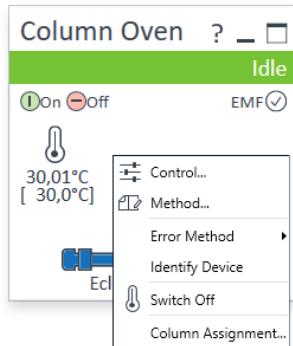 Column Oven ?
Idle
On Off EMF
30,01°C
[ 30,0°C]
Control...
Method...
Error Method
Identify Device
Ecl
Switch Off
Column Assignment...